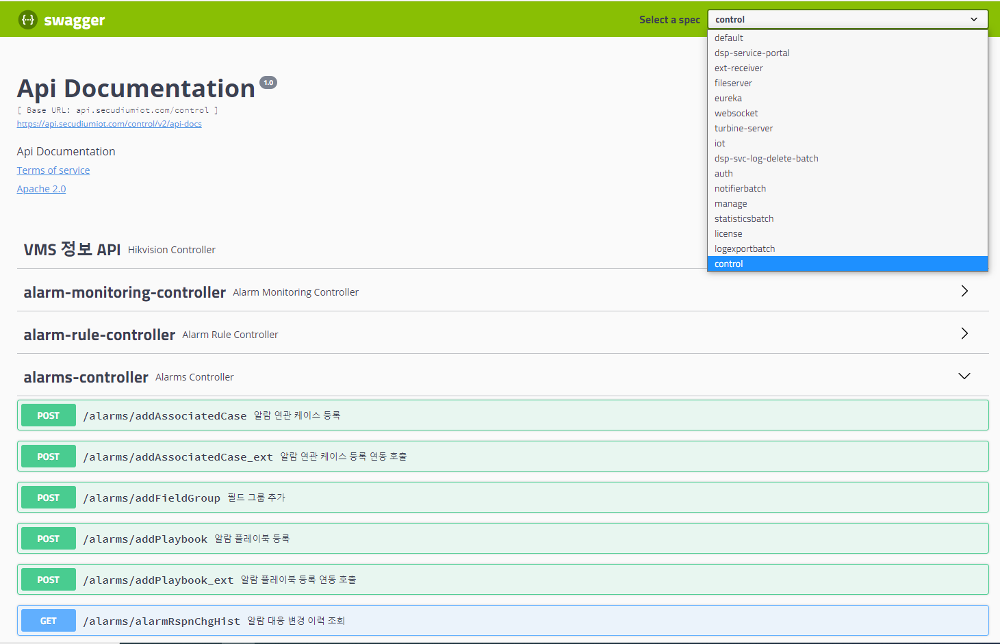 {··} swagger
Select a spec
control
default
dsp-service-portal
ext-receiver
fileserver
eureka
websocket
turbine-server
iot
dsp-svc-log-delete-batch
auth
notifierbatch
manage
statisticsbatch
license
logexportbatch
control
Api Documentation 1.0
[ Base URL: api.secudiumiot.com/control ]
https://api.secudiumiot.com/control/v2/api-docs
Api Documentation
Terms of service
Apache 2.0
VMS 정보 API Hikvision Controller
alarm-monitoring-controller Alarm Monitoring Controller
alarm-rule-controller Alarm Rule Controller
alarms-controller Alarms Controller
POST /alarms/addAssociatedCase 알람 연관 케이스 등록
POST /alarms/addAssociatedCase_ext 알람 연관 케이스 등록 연동 호출
POST /alarms/addFieldGroup 필드 그룹 추가
POST /alarms/addPlaybook 알람 플레이북 등록
POST /alarms/addPlaybook_ext 알람 플레이북 등록 연동 호출
GET /alarms/alarmRspnChgHist 알람 대응 변경 이력 조회